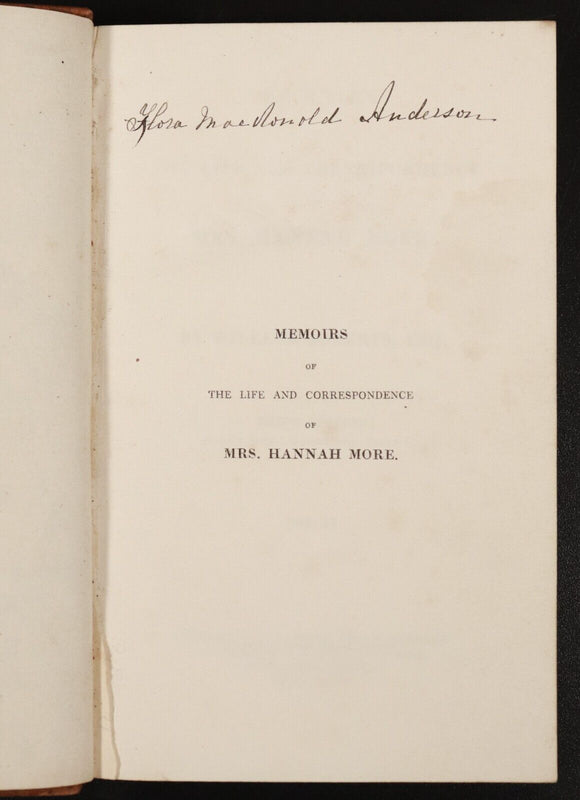 Flora MacDonald Anderson
MEMOIRS
OF
THE LIFE AND CORRESPONDENCE
OF
MRS. HANNAH MORE.